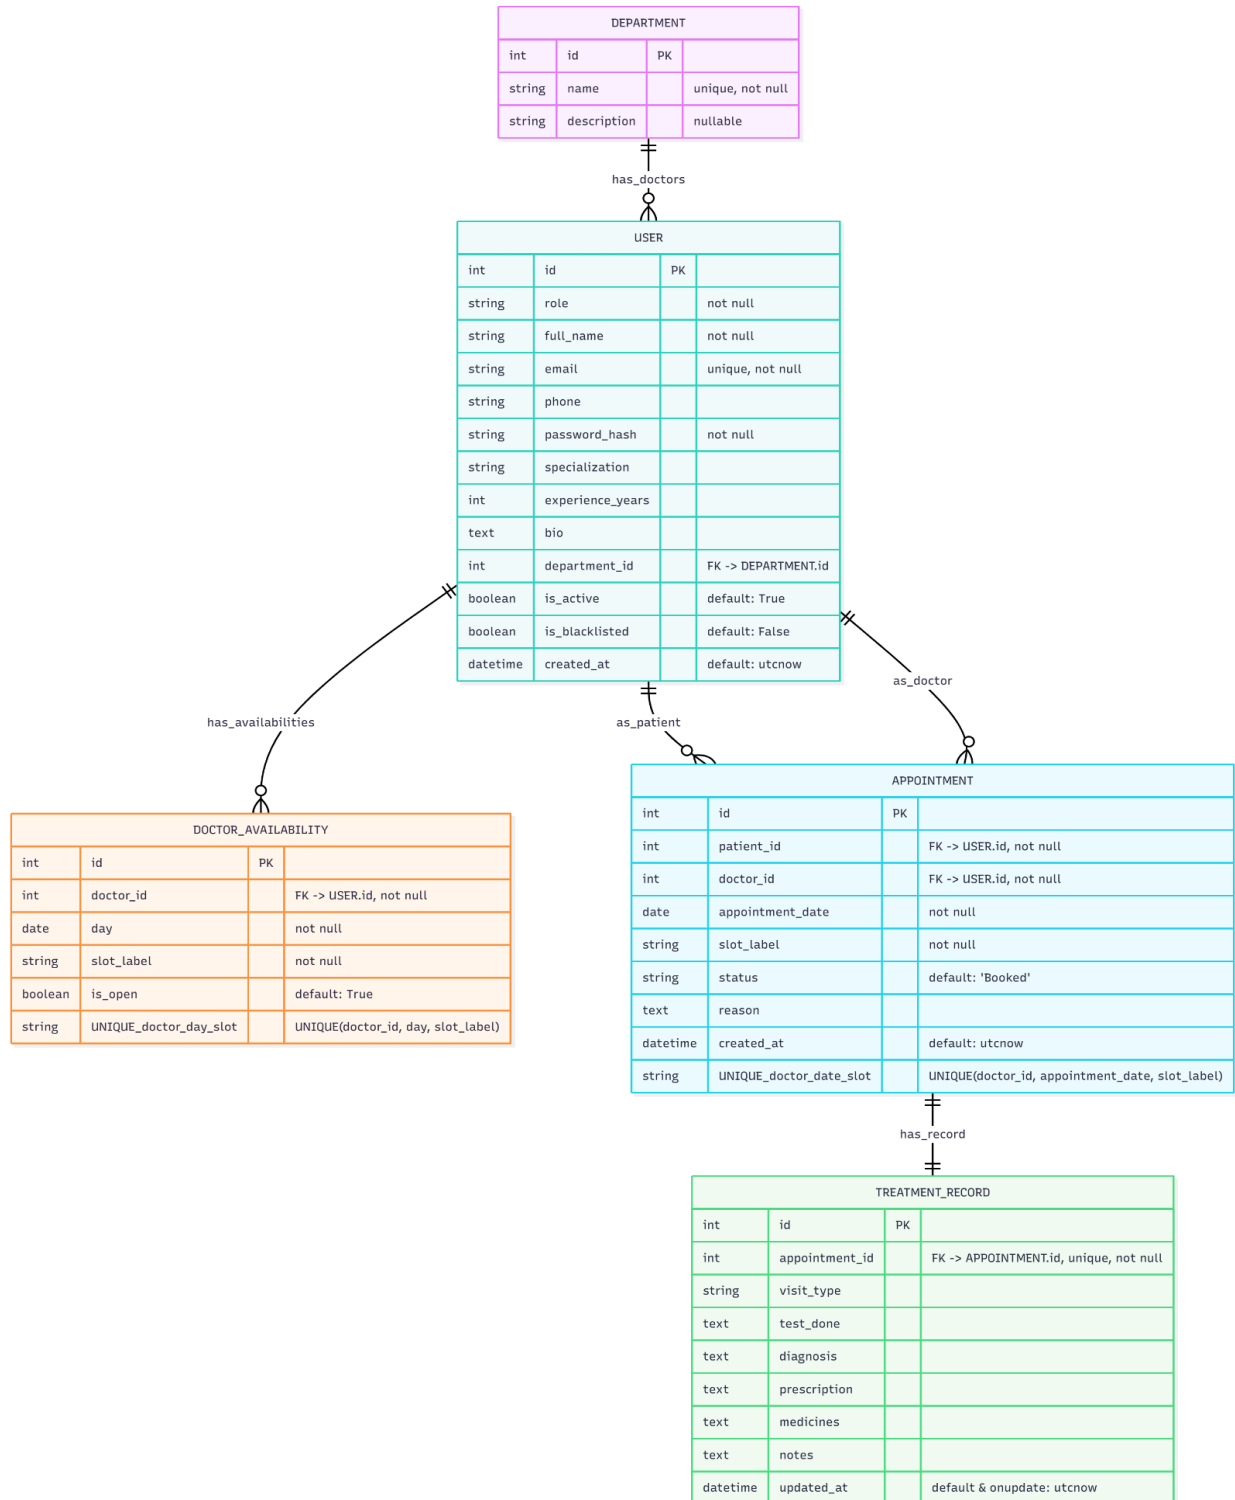 DEPARTMENT
int id PK
string name unique, not null
string description nullable
has_doctors
USER
int id PK
string role not null
string full_name not null
string email unique, not null
string phone
string password_hash not null
string specialization
int experience_years
text bio
int department_id FK -> DEPARTMENT.id
boolean is_active default: True
boolean is_blacklisted default: False
datetime created_at default: utcnow
has_availabilities
as_patient
as_doctor
DOCTOR_AVAILABILITY
int id PK
int doctor_id FK -> USER.id, not null
date day not null
string slot_label not null
boolean is_open default: True
string UNIQUE_doctor_day_slot UNIQUE(doctor_id, day, slot_label)
APPOINTMENT
int id PK
int patient_id FK -> USER.id, not null
int doctor_id FK -> USER.id, not null
date appointment_date not null
string slot_label not null
string status default: 'Booked'
text reason
datetime created_at default: utcnow
string UNIQUE_doctor_date_slot UNIQUE(doctor_id, appointment_date, slot_label)
has_record
TREATMENT_RECORD
int id PK
int appointment_id FK -> APPOINTMENT.id, unique, not null
string visit_type
text test_done
text diagnosis
text prescription
text medicines
text notes
datetime updated_at default & onupdate: utcnow